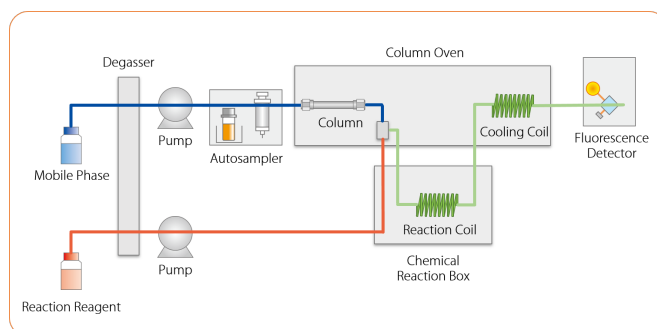 Degasser
Column Oven
Pump
Autosampler
Column
Cooling Coil
Fluorescence
Detector
Mobile Phase
Reaction Coil
Pump
Chemical
Reaction Box
Reaction Reagent